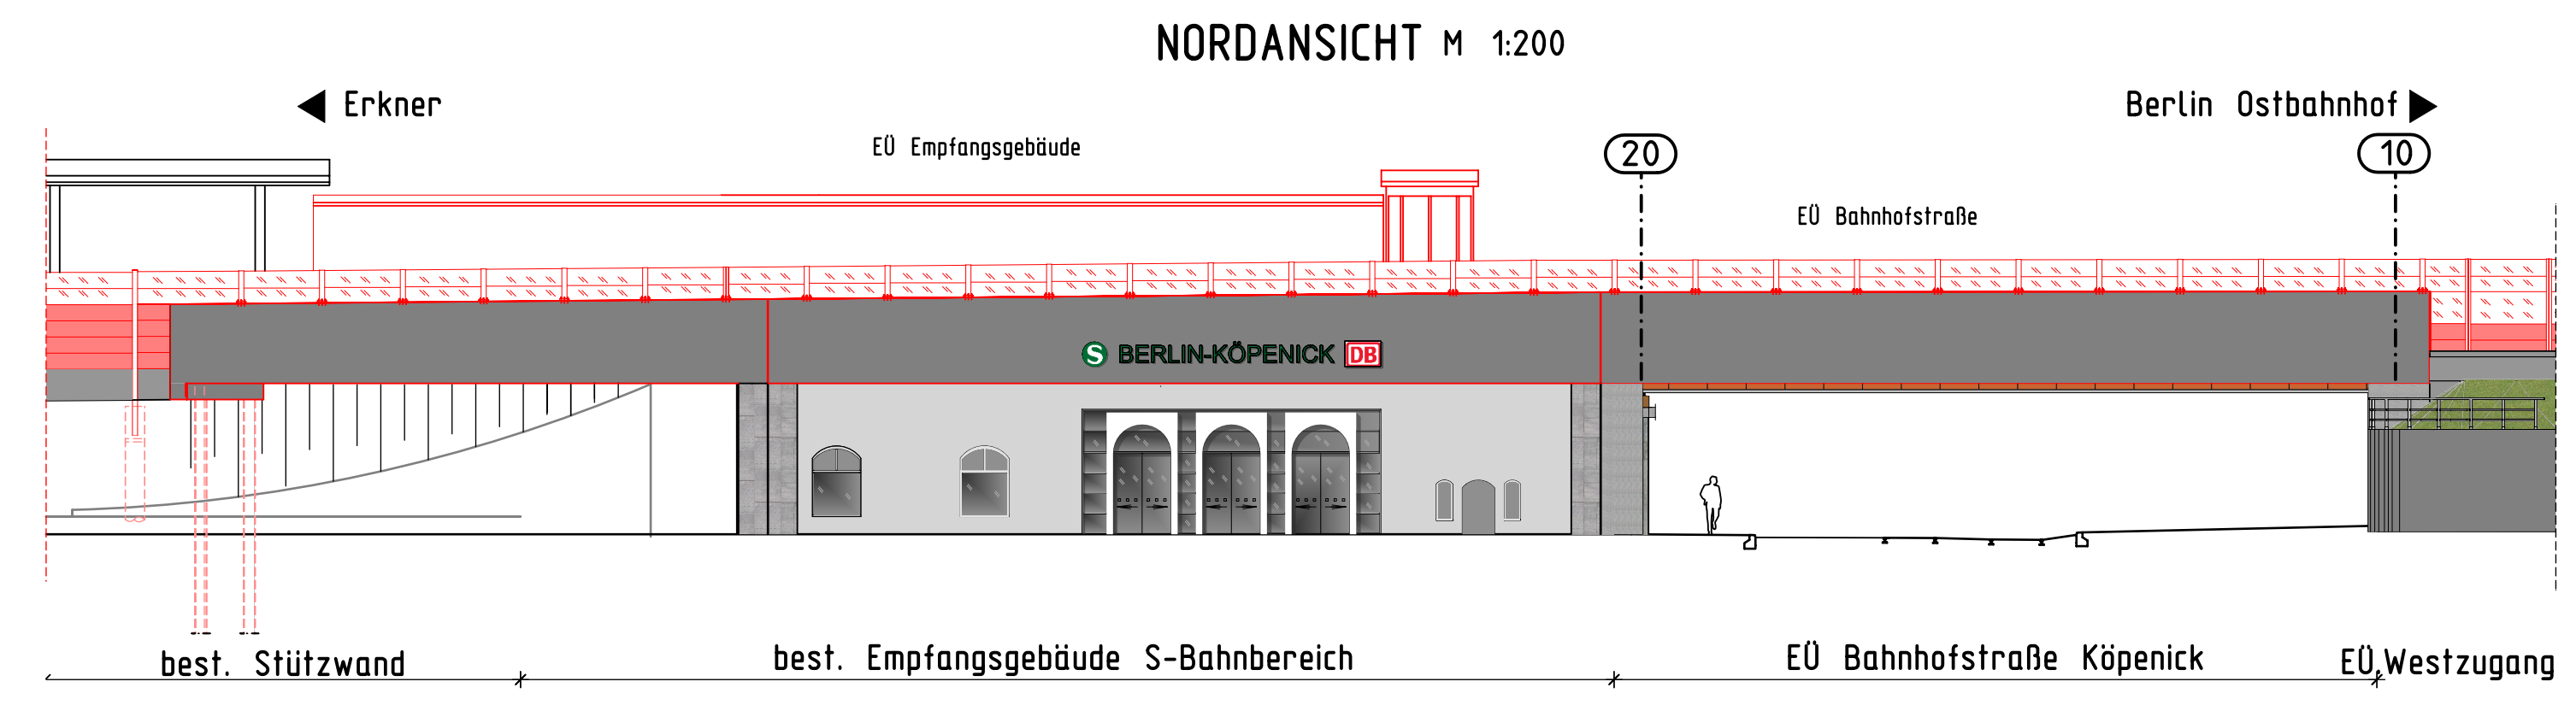 NORDANSICHT M 1:200
Erkner
Berlin Ostbahnhof
EÜ Empfangsgebäude
20
10
EÜ Bahnhofstraße
S BERLIN-KÖPENICK DB
best. Stützwand
best. Empfangsgebäude S-Bahnbereich
EÜ Bahnhofstraße Köpenick
EÜ Westzugang